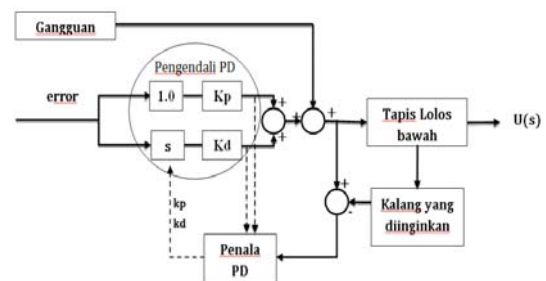 Gangguan
Pengendali PD
error
1.0
Kp
+
+
+
+
s
Kd
+
Tapis Lolos
bawah
U(s)
kp
kd
-
Kalang yang
diinginkan
Penala
PD